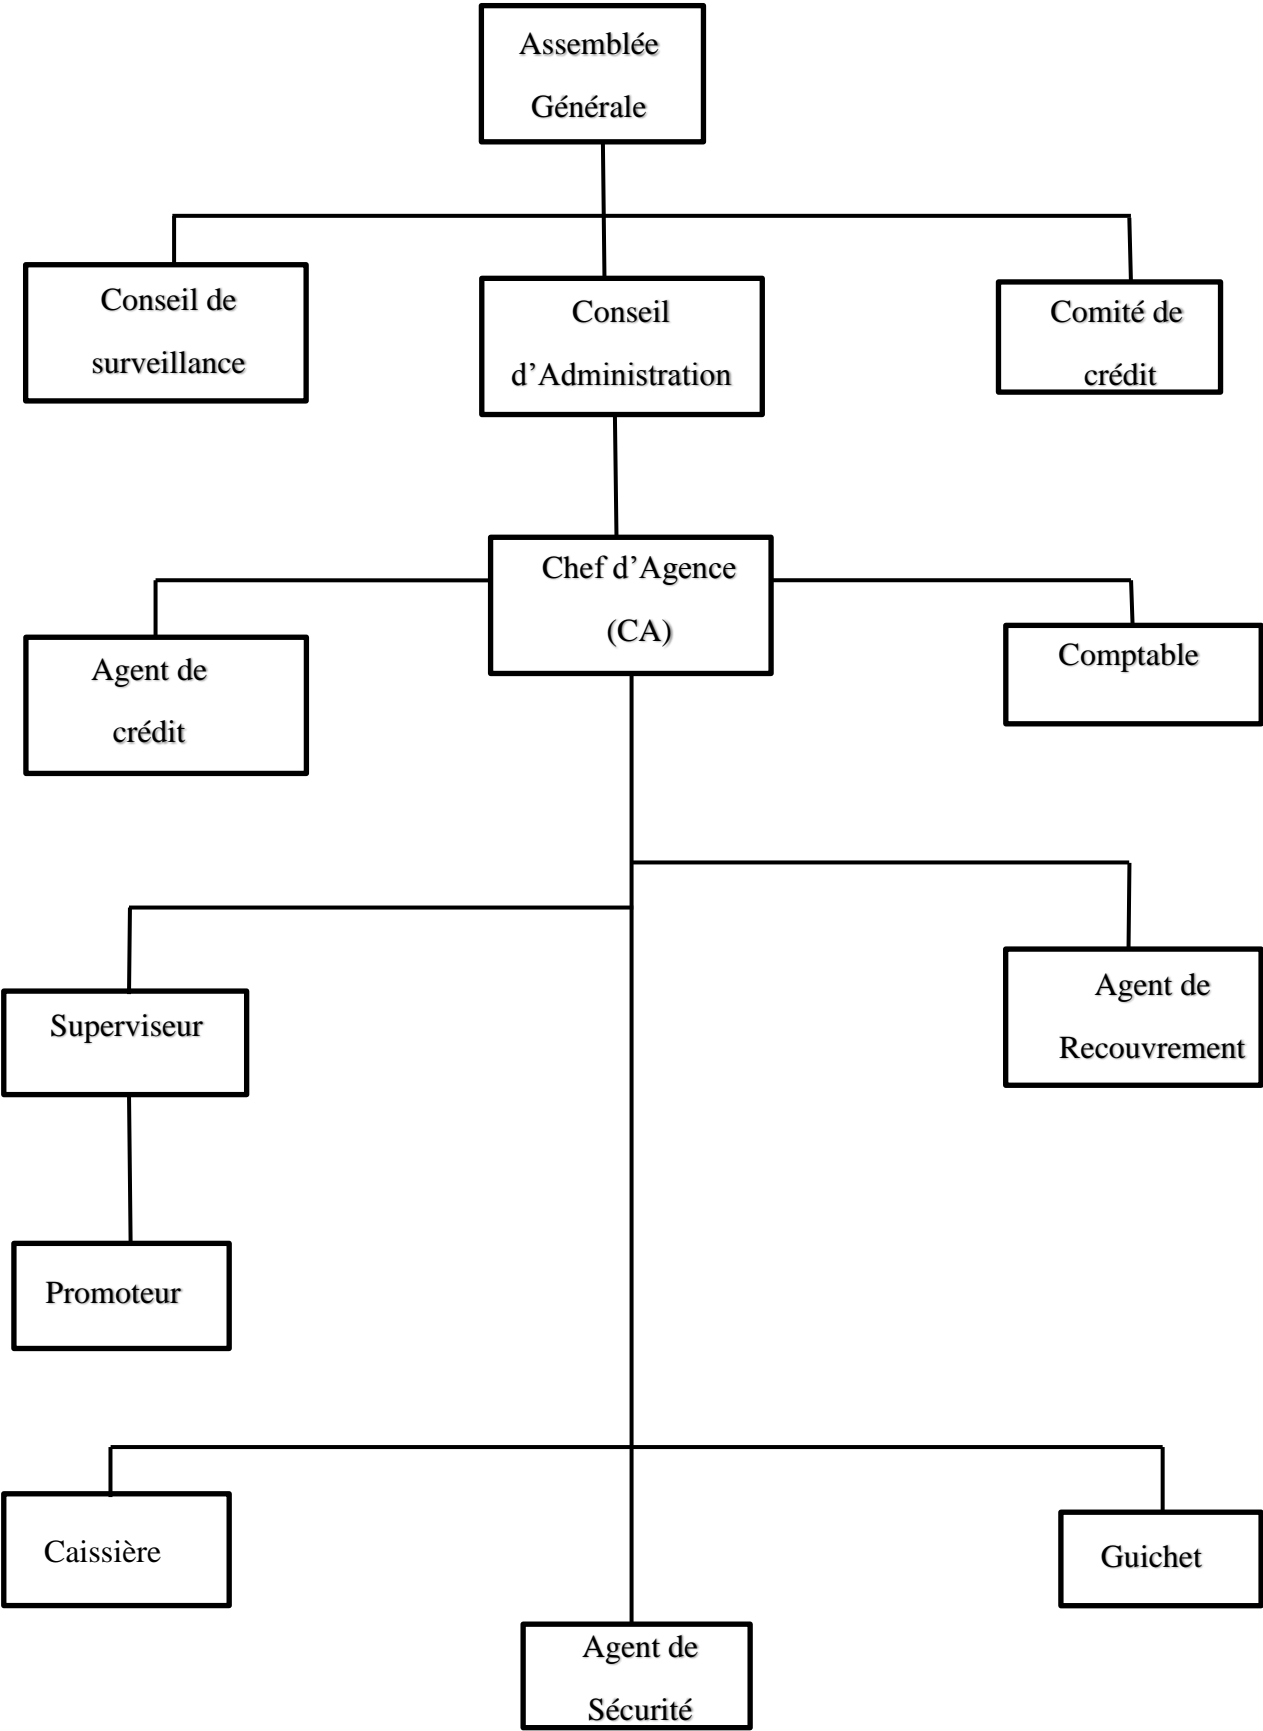 Assemblée
Générale
Conseil de
surveillance
Conseil
d’Administration
Comité de
crédit
Chef d’Agence
(CA)
Agent de
crédit
Comptable
Superviseur
Agent de
Recouvrement
Promoteur
Caissière
Guichet
Agent de
Sécurité